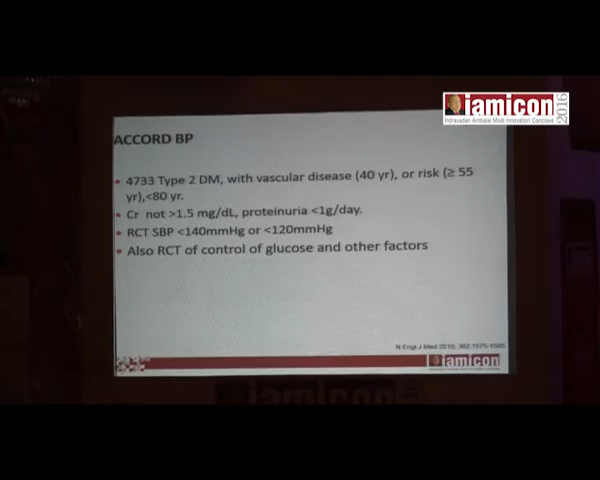 iamicon
2016
Indravadan Ambalal Modi Innovation Conclave
ACCORD BP
• 4733 Type 2 DM, with vascular disease (40 yr), or risk (≥ 55
yr),<80 yr.
• Cr not >1.5 mg/dL, proteinuria <1g/day.
• RCT SBP <140mmHg or <120mmHg
• Also RCT of control of glucose and other factors
N Engl J Med 2010; 362:1575-1585
iamicon
iamicon